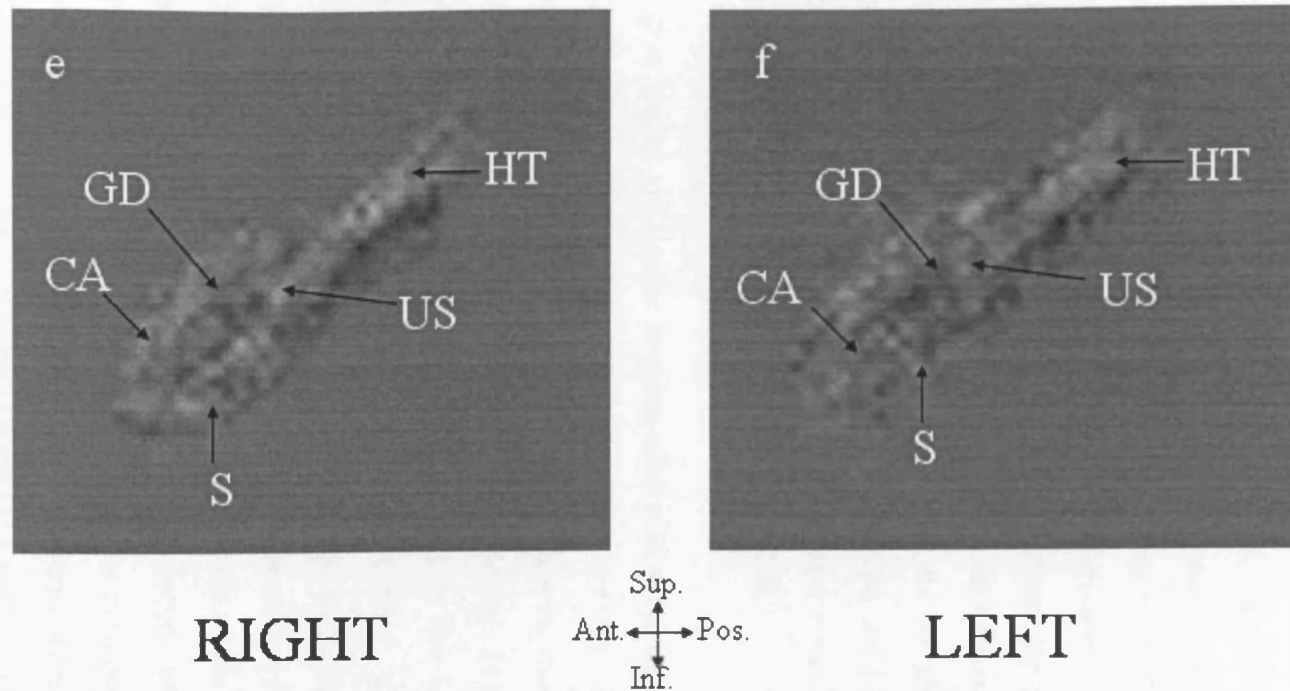 e
GD
HT
CA
US
S
f
GD
HT
CA
US
S
RIGHT
Sup.
Ant. Pos.
Inf.
LEFT